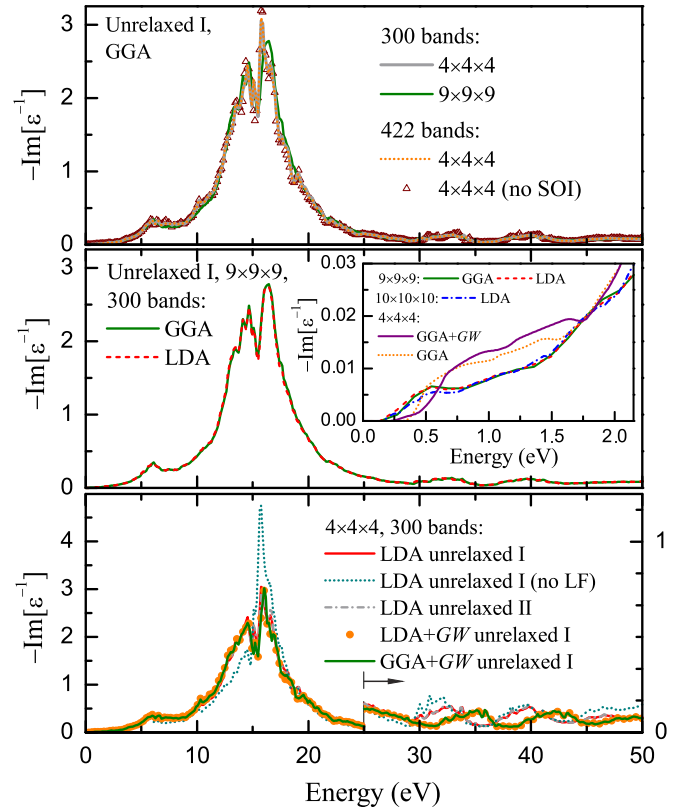 Unrelaxed I,
GGA
300 bands:
4×4×4
9×9×9
422 bands:
4×4×4
4×4×4 (no SOI)
−Im[ε⁻¹]
3
2
1
0
Unrelaxed I, 9×9×9,
300 bands:
GGA
LDA
−Im[ε⁻¹]
3
2
1
0
9×9×9: GGA LDA
10×10×10: LDA
4×4×4:
GGA+GW
GGA
−Im[ε⁻¹]
0.03
0.02
0.01
0.00
0.0 0.5 1.0 1.5 2.0
Energy (eV)
4×4×4, 300 bands:
LDA unrelaxed I
LDA unrelaxed I (no LF)
LDA unrelaxed II
LDA+GW unrelaxed I
GGA+GW unrelaxed I
−Im[ε⁻¹]
4
3
2
1
0
1
0
0 10 20 30 40 50
Energy (eV)